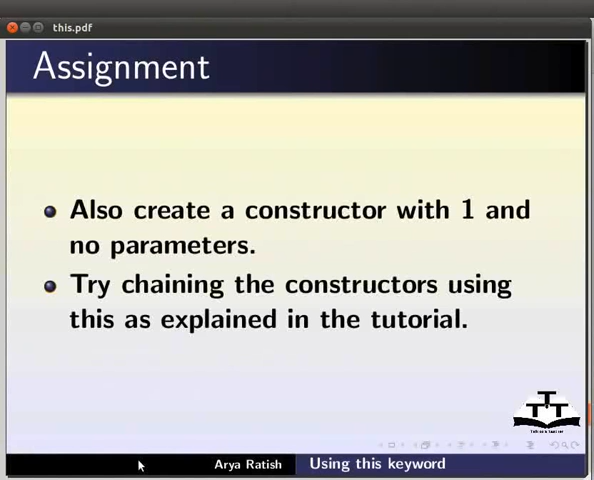 this.pdf
Assignment
Also create a constructor with 1 and
no parameters.
Try chaining the constructors using
this as explained in the tutorial.
Arya Ratish Using this keyword